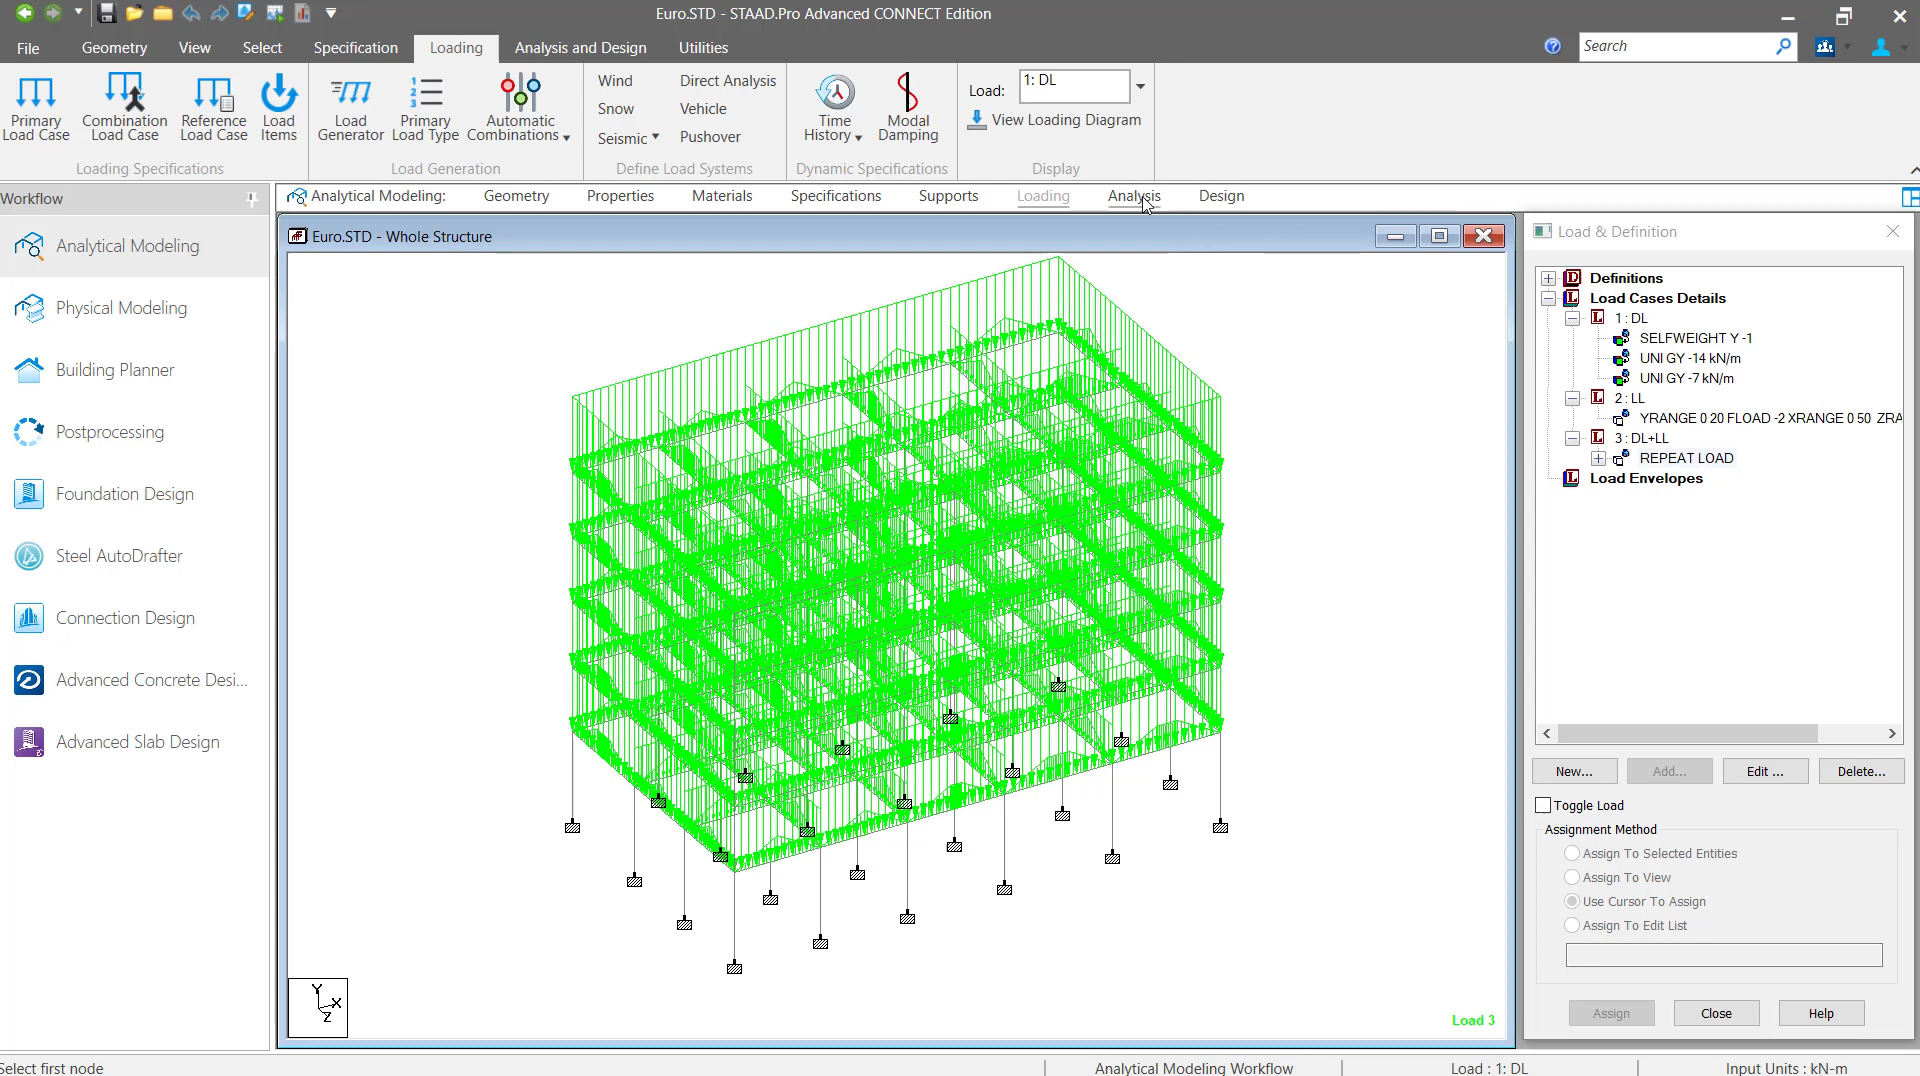 Euro.STD - STAAD.Pro Advanced CONNECT Edition
File
Geometry
View
Select
Specification
Loading
Analysis and Design
Utilities
Search
Primary
Load Case
Combination
Load Case
Reference
Load Case
Load
Items
Loading Specifications
Load
Generator
Primary
Load Type
Automatic
Combinations
Load Generation
Wind
Snow
Seismic
Direct Analysis
Vehicle
Pushover
Define Load Systems
Time
History
Modal
Damping
Dynamic Specifications
Load: 1: DL
View Loading Diagram
Display
Workflow
Analytical Modeling: Geometry Properties Materials Specifications Supports Loading Analysis Design
Analytical Modeling
Physical Modeling
Building Planner
Postprocessing
Foundation Design
Steel AutoDrafter
Connection Design
Advanced Concrete Desi...
Advanced Slab Design
Euro.STD - Whole Structure
Y
X
Z
Load 3
Load & Definition
Definitions
Load Cases Details
1 : DL
SELFWEIGHT Y -1
UNI GY -14 kN/m
UNI GY -7 kN/m
2 : LL
YRANGE 0 20 FLOAD -2 XRANGE 0 50 ZRA
3 : DL+LL
REPEAT LOAD
Load Envelopes
New... Add... Edit ... Delete...
Toggle Load
Assignment Method
Assign To Selected Entities
Assign To View
Use Cursor To Assign
Assign To Edit List
Assign Close Help
Select first node
Analytical Modeling Workflow
Load : 1: DL
Input Units : kN-m